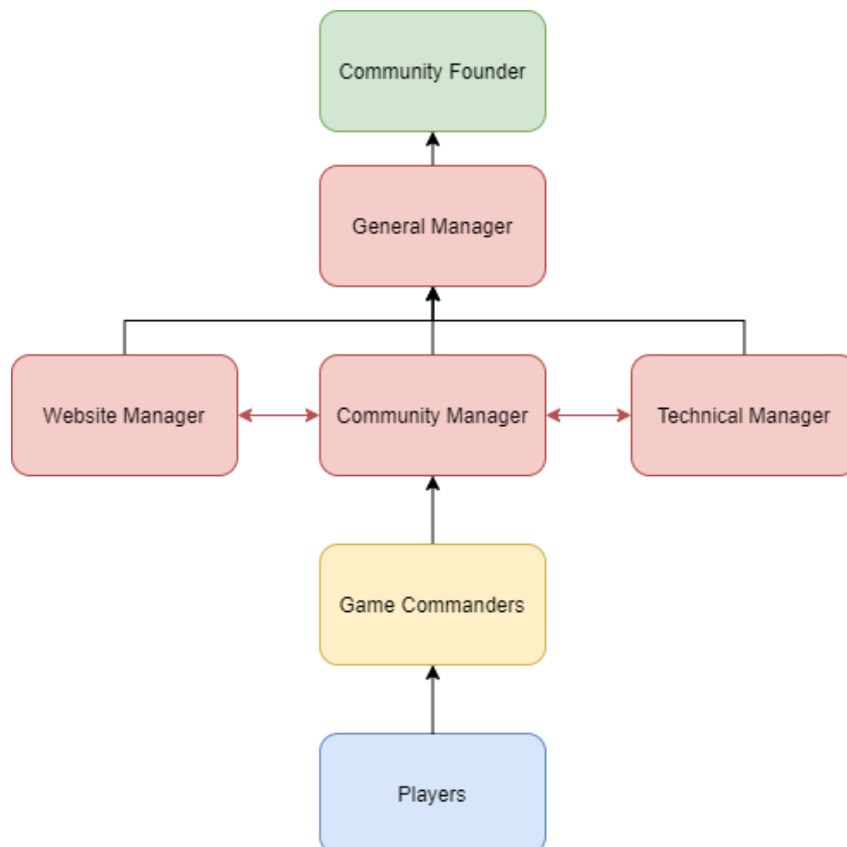 Community Founder
General Manager
Website Manager
Community Manager
Technical Manager
Game Commanders
Players